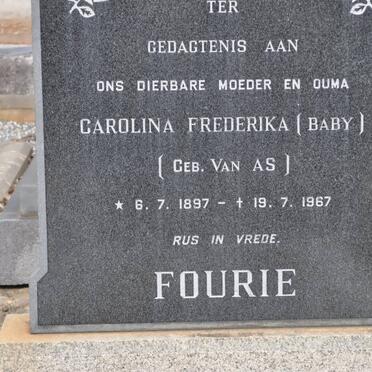 TER
GEDAGTENIS AAN
ONS DIERBARE MOEDER EN OUMA
CAROLINA FREDERIKA (BABY)
(GEB. VAN AS)
★ 6. 7. 1897 - ✝ 19. 7. 1967
RUS IN VREDE.
FOURIE